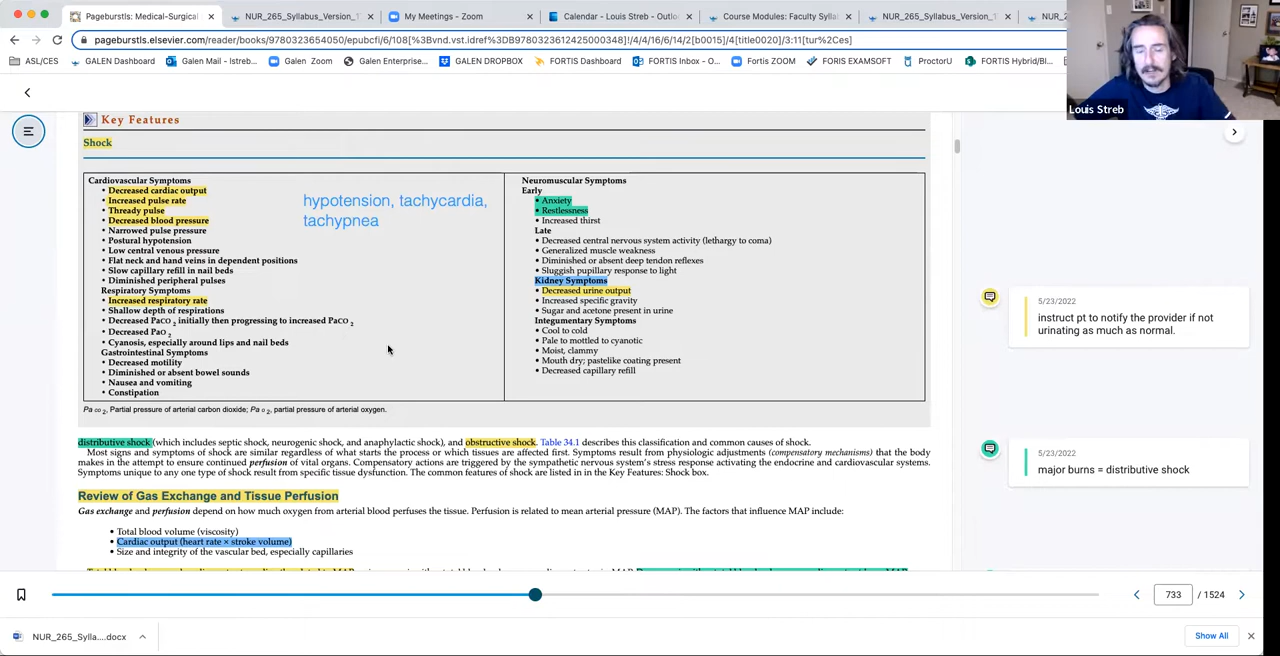 Pageburstls: Medical-Surgical
NUR_265_Syllabus_Version_1
My Meetings - Zoom
Calendar - Louis Streb - Outlo
Course Modules: Faculty Sylla
NUR_265_Syllabus_Version_1
NUR_2
pageburstls.elsevier.com/reader/books/9780323654050/epubcfi/6/108[%3Bvnd.vst.idref%3DB9780323612425000348]!/4/4/16/6/14/2[b0015]/4[title0020]/3:11[tur%2Ces]
ASL/CES
GALEN Dashboard
Galen Mail - lstreb...
Galen Zoom
Galen Enterprise...
GALEN DROPBOX
FORTIS Dashboard
FORTIS Inbox - O...
Fortis ZOOM
FORIS EXAMSOFT
ProctorU
FORTIS Hybrid/Bl...
Louis Streb
Key Features
Shock
Cardiovascular Symptoms
• Decreased cardiac output
• Increased pulse rate
• Thready pulse
• Decreased blood pressure
• Narrowed pulse pressure
• Postural hypotension
• Low central venous pressure
• Flat neck and hand veins in dependent positions
• Slow capillary refill in nail beds
• Diminished peripheral pulses
Respiratory Symptoms
• Increased respiratory rate
• Shallow depth of respirations
• Decreased PaCO 2 initially then progressing to increased PaCO 2
• Decreased PaO 2
• Cyanosis, especially around lips and nail beds
Gastrointestinal Symptoms
• Decreased motility
• Diminished or absent bowel sounds
• Nausea and vomiting
• Constipation
hypotension, tachycardia,
tachypnea
Neuromuscular Symptoms
Early
• Anxiety
• Restlessness
• Increased thirst
Late
• Decreased central nervous system activity (lethargy to coma)
• Generalized muscle weakness
• Diminished or absent deep tendon reflexes
• Sluggish pupillary response to light
Kidney Symptoms
• Decreased urine output
• Increased specific gravity
• Sugar and acetone present in urine
Integumentary Symptoms
• Cool to cold
• Pale to mottled to cyanotic
• Moist, clammy
• Mouth dry; pastelike coating present
• Decreased capillary refill
Pa co 2, Partial pressure of arterial carbon dioxide; Pa o 2, partial pressure of arterial oxygen.
distributive shock (which includes septic shock, neurogenic shock, and anaphylactic shock), and obstructive shock. Table 34.1 describes this classification and common causes of shock.
Most signs and symptoms of shock are similar regardless of what starts the process or which tissues are affected first. Symptoms result from physiologic adjustments (compensatory mechanisms) that the body
makes in the attempt to ensure continued perfusion of vital organs. Compensatory actions are triggered by the sympathetic nervous system's stress response activating the endocrine and cardiovascular systems.
Symptoms unique to any one type of shock result from specific tissue dysfunction. The common features of shock are listed in the Key Features: Shock box.
Review of Gas Exchange and Tissue Perfusion
Gas exchange and perfusion depend on how much oxygen from arterial blood perfuses the tissue. Perfusion is related to mean arterial pressure (MAP). The factors that influence MAP include:
• Total blood volume (viscosity)
• Cardiac output (heart rate × stroke volume)
• Size and integrity of the vascular bed, especially capillaries
5/23/2022
instruct pt to notify the provider if not
urinating as much as normal.
5/23/2022
major burns = distributive shock
733 / 1524
NUR_265_Sylla....docx
Show All